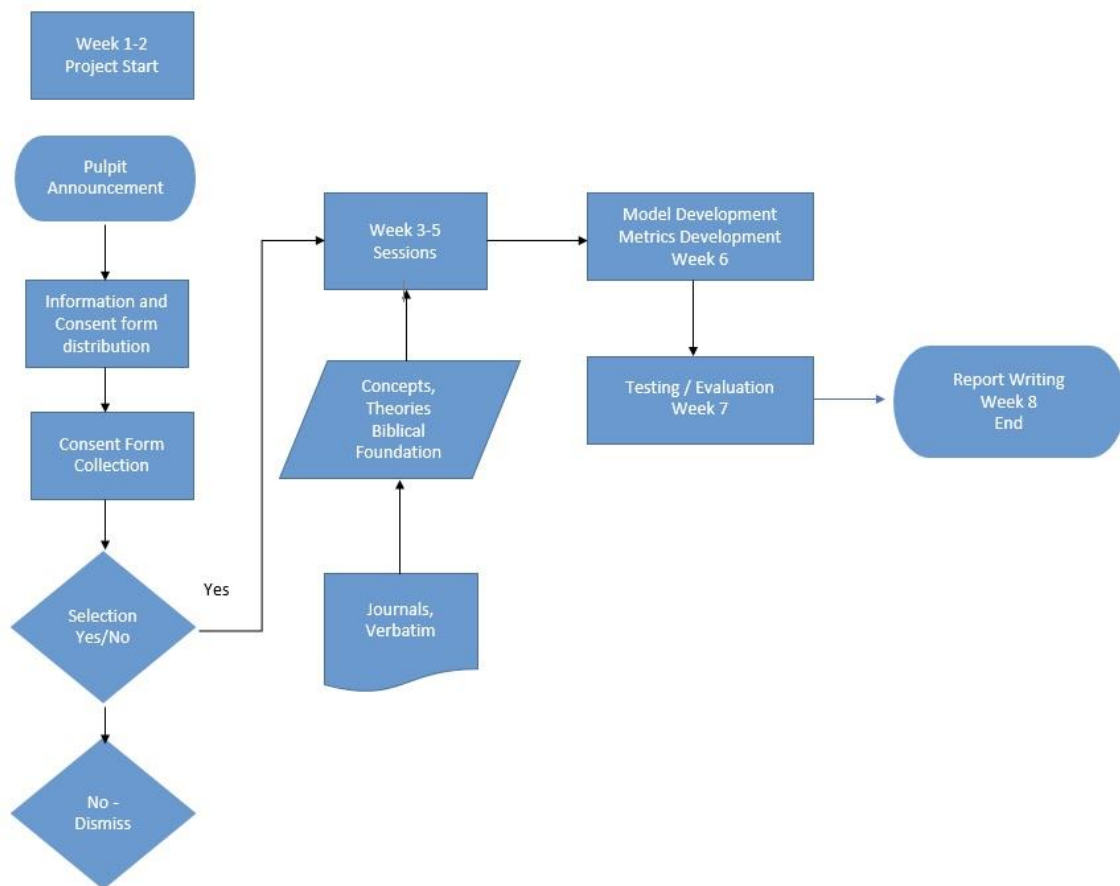 Week 1-2
Project Start
Pulpit
Announcement
Information and
Consent form
distribution
Consent Form
Collection
Selection
Yes/No
Yes
No -
Dismiss
Week 3-5
Sessions
Concepts,
Theories
Biblical
Foundation
Journals,
Verbatim
Model Development
Metrics Development
Week 6
Testing / Evaluation
Week 7
Report Writing
Week 8
End